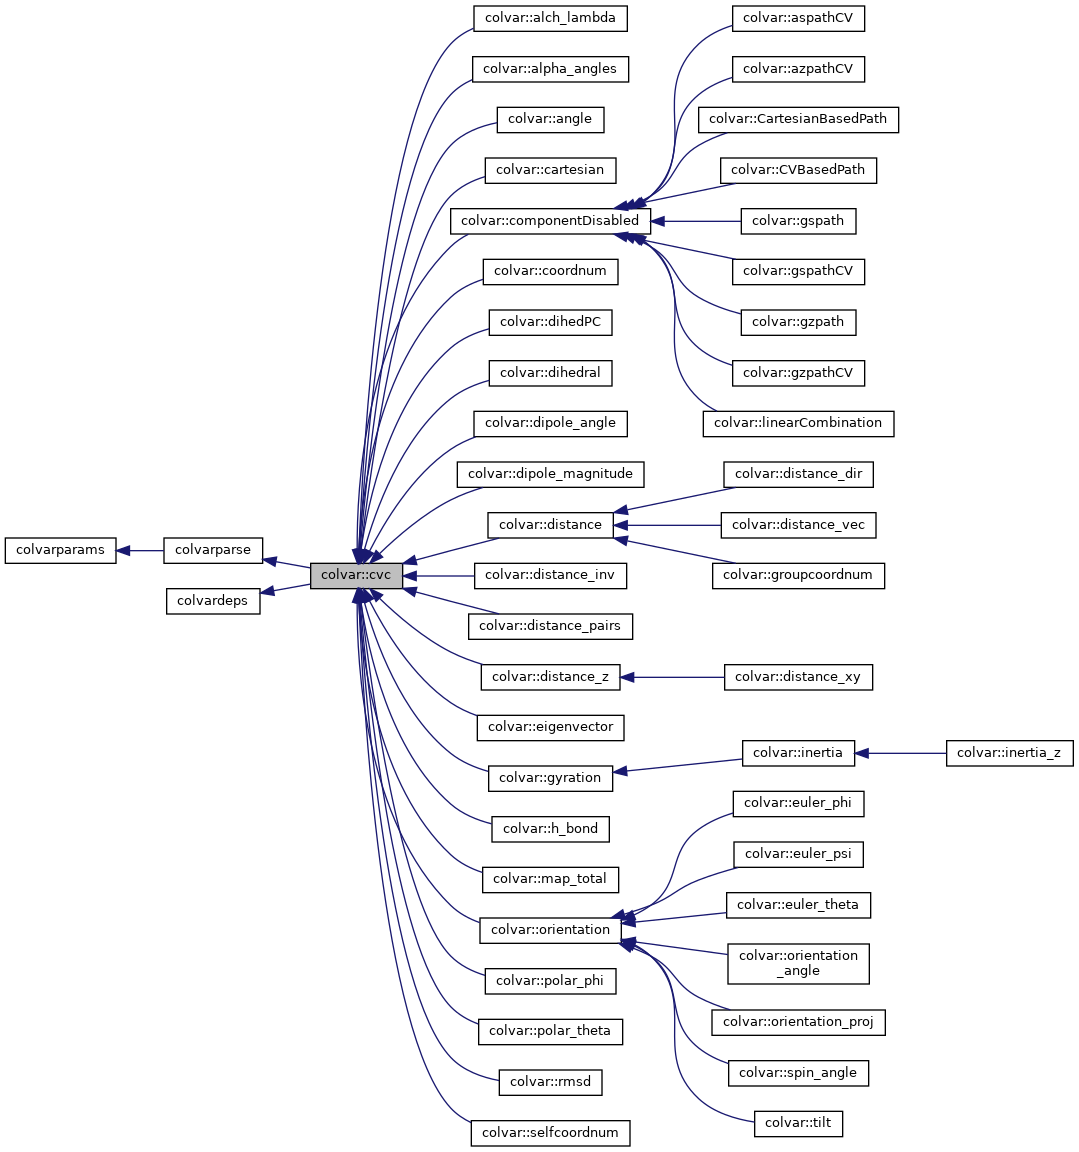 colvar::alch_lambda
colvar::aspathCV
colvar::alpha_angles
colvar::azpathCV
colvar::angle
colvar::CartesianBasedPath
colvar::cartesian
colvar::CVBasedPath
colvar::componentDisabled
colvar::gspath
colvar::coordnum
colvar::gspathCV
colvar::dihedPC
colvar::gzpath
colvar::dihedral
colvar::gzpathCV
colvar::dipole_angle
colvar::linearCombination
colvar::dipole_magnitude
colvar::distance_dir
colvar::distance
colvar::distance_vec
colvarparams
colvarparse
colvar::cvc
colvar::distance_inv
colvar::groupcoordnum
colvardeps
colvar::distance_pairs
colvar::distance_z
colvar::distance_xy
colvar::eigenvector
colvar::gyration
colvar::inertia
colvar::inertia_z
colvar::h_bond
colvar::euler_phi
colvar::map_total
colvar::euler_psi
colvar::orientation
colvar::euler_theta
colvar::orientation
_angle
colvar::polar_phi
colvar::orientation_proj
colvar::polar_theta
colvar::spin_angle
colvar::rmsd
colvar::tilt
colvar::selfcoordnum